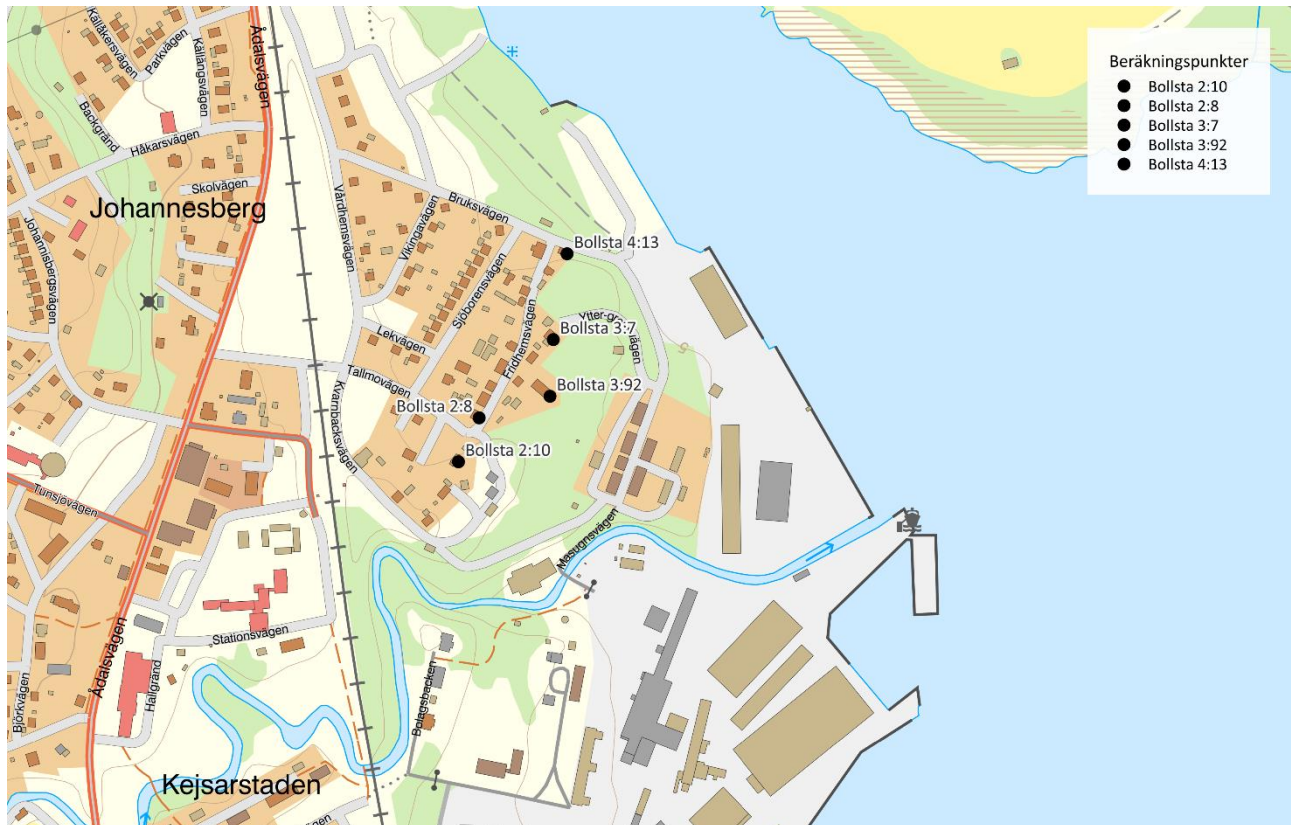 Källåkersvägen
Parkvägen
Källängsvägen
Ådalsvägen
Backgränd
Håkarsvägen
Skolvägen
Johannesberg
Johannisbergsvägen
Vårdhemsvägen
Vikingavägen
Bruksvägen
Sjöborensvägen
Fridhemsvägen
Bollsta 4:13
Bollsta 3:7
Lekvägen
Tallmovägen
Bollsta 3:92
Bollsta 2:8
Bollsta 2:10
Kvarnbacksvägen
Tunsjövägen
Masugnsvägen
Stationsvägen
Ådalsvägen
Hallgränd
Björkvägen
Bolagsbacken
Kejsarstaden
Beräkningspunkter
Bollsta 2:10
Bollsta 2:8
Bollsta 3:7
Bollsta 3:92
Bollsta 4:13